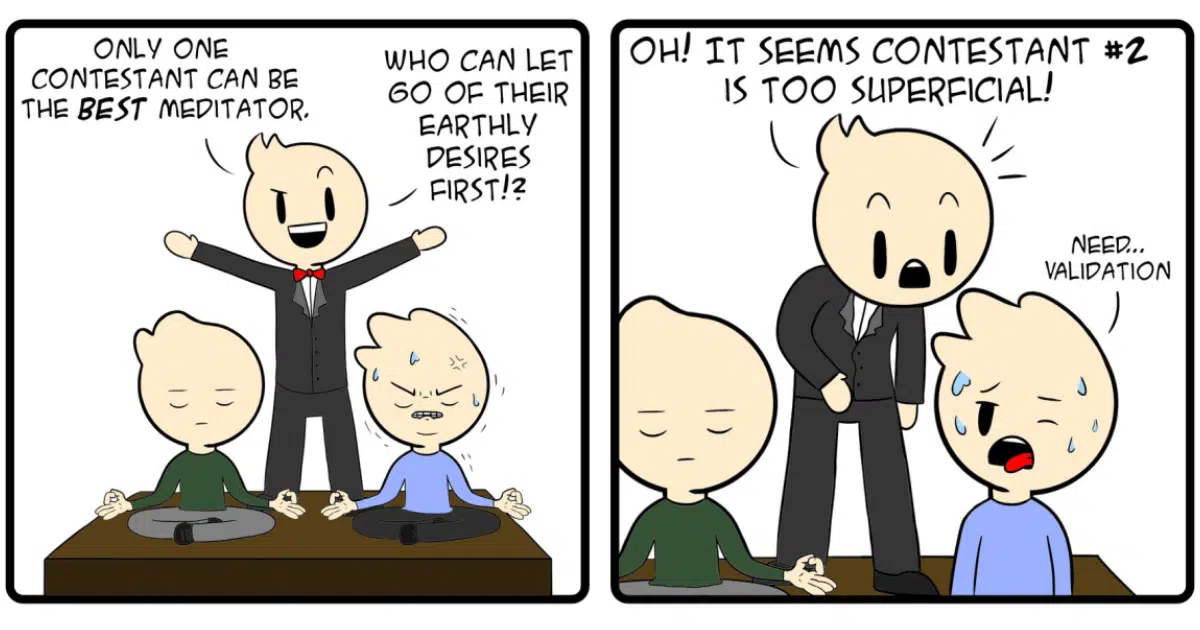 ONLY ONE
CONTESTANT CAN BE
THE BEST MEDITATOR.
WHO CAN LET
GO OF THEIR
EARTHLY
DESIRES
FIRST!?
OH! IT SEEMS CONTESTANT #2
IS TOO SUPERFICIAL!
NEED...
VALIDATION